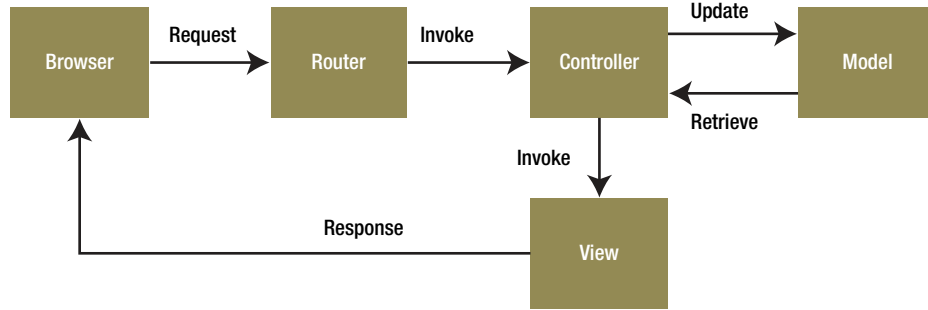 Update
Request
Invoke
Browser
Router
Controller
Model
Retrieve
Invoke
Response
View